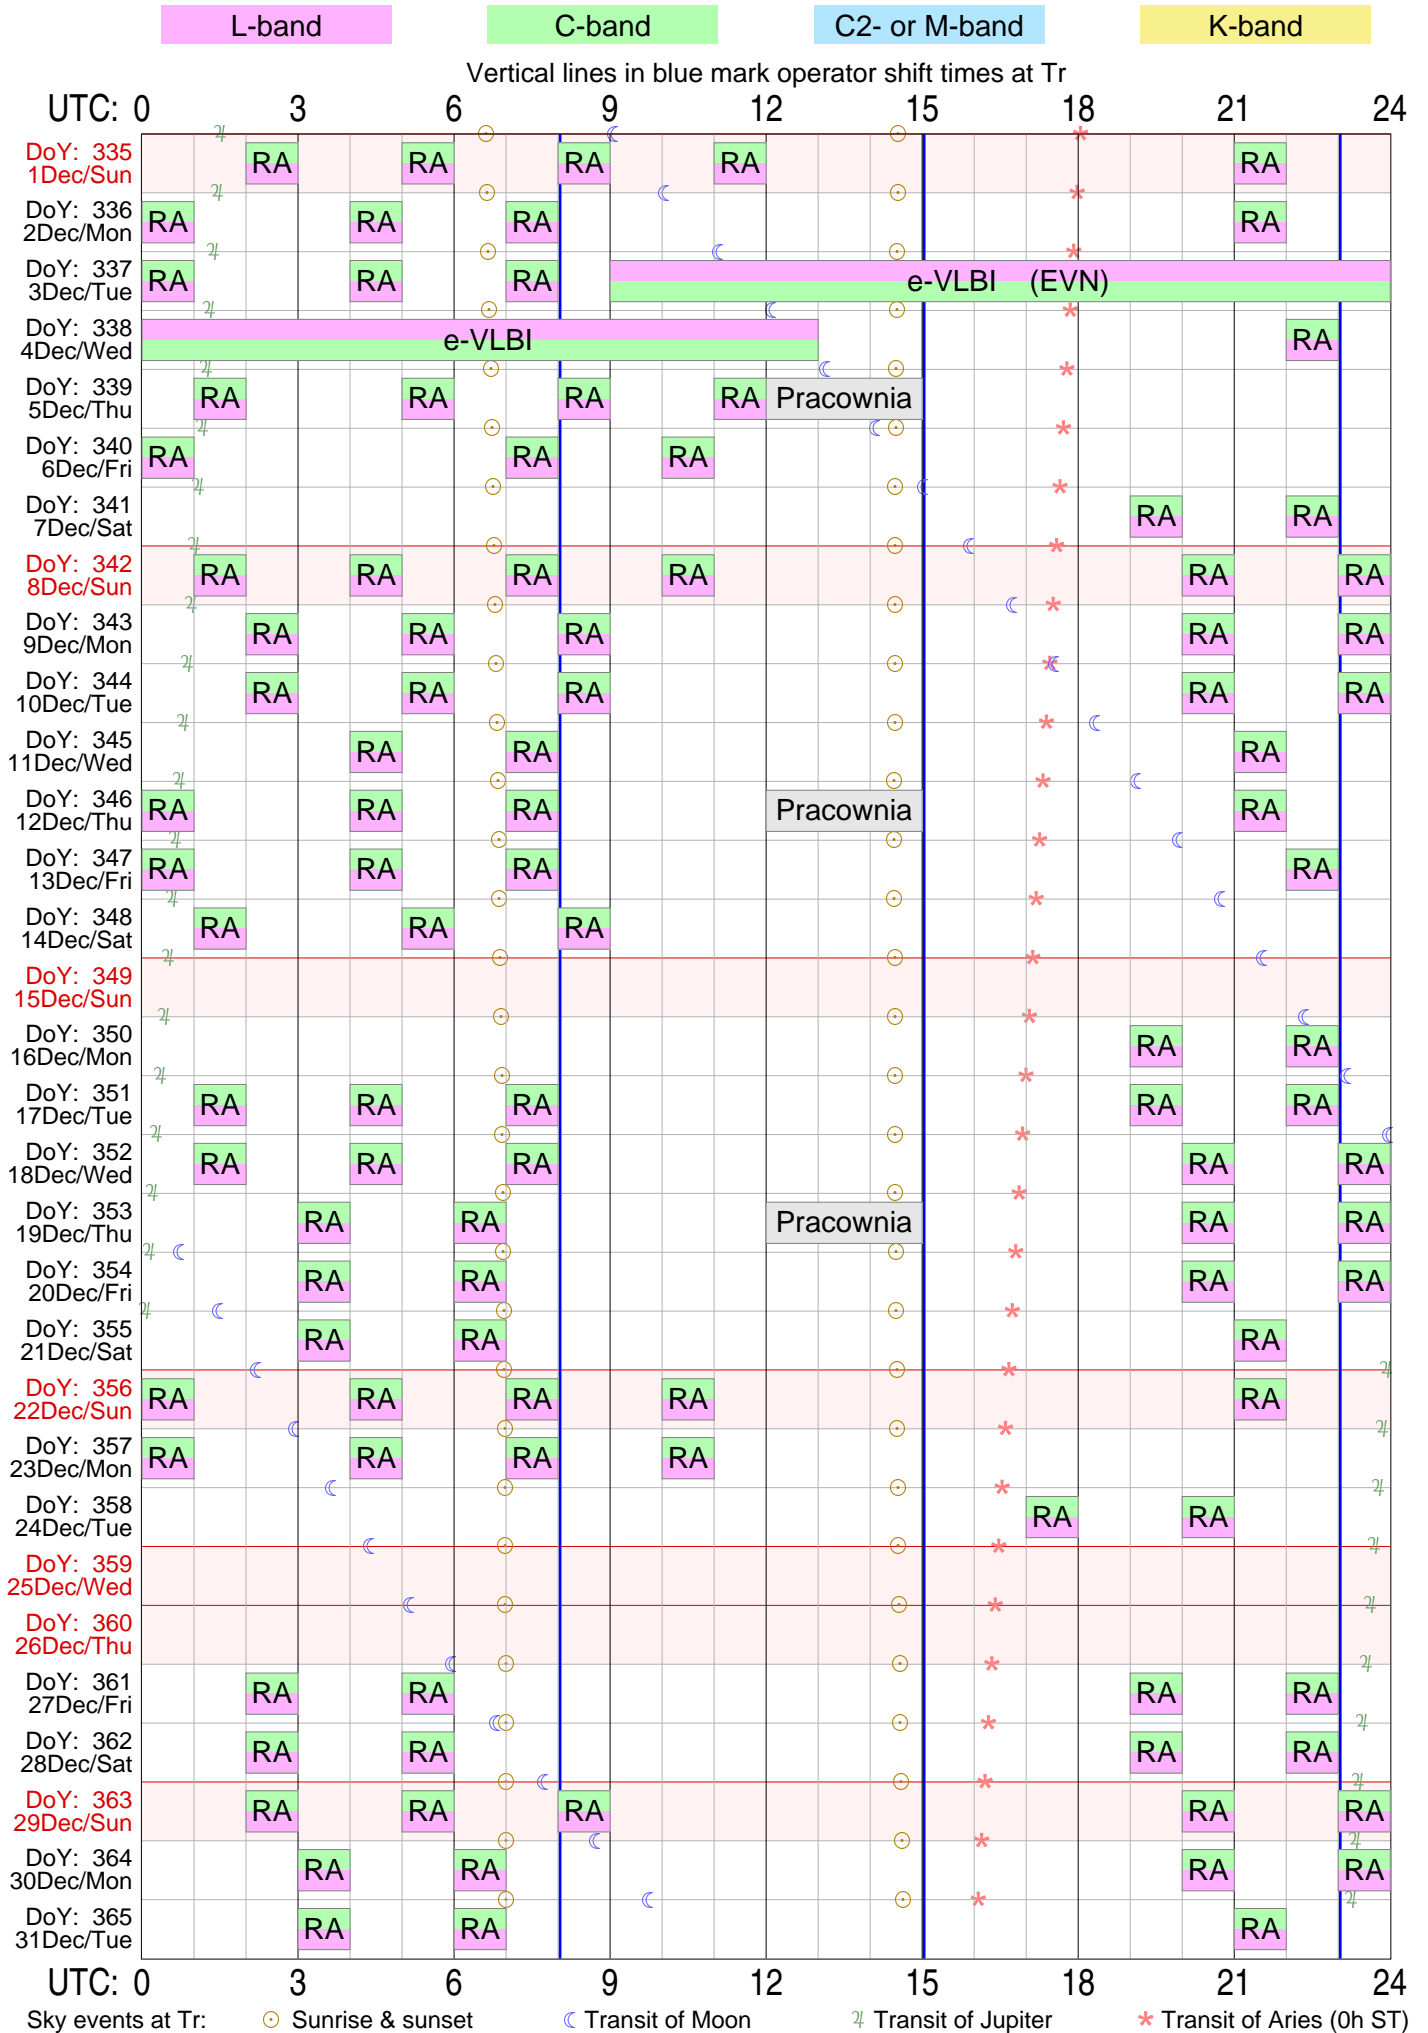 L-band C-band C2- or M-band K-band
Vertical lines in blue mark operator shift times at Tr
UTC: 0 3 6 9 12 15 18 21 24
DoY: 335
1Dec/Sun RA RA RA RA RA
DoY: 336
2Dec/Mon RA RA RA RA
DoY: 337
3Dec/Tue RA RA RA e-VLBI (EVN)
DoY: 338
4Dec/Wed e-VLBI RA
DoY: 339
5Dec/Thu RA RA RA RA Pracownia
DoY: 340
6Dec/Fri RA RA RA
DoY: 341
7Dec/Sat RA RA
DoY: 342
8Dec/Sun RA RA RA RA RA RA
DoY: 343
9Dec/Mon RA RA RA RA RA
DoY: 344
10Dec/Tue RA RA RA RA RA
DoY: 345
11Dec/Wed RA RA RA
DoY: 346
12Dec/Thu RA RA RA Pracownia RA
DoY: 347
13Dec/Fri RA RA RA RA
DoY: 348
14Dec/Sat RA RA RA
DoY: 349
15Dec/Sun
DoY: 350
16Dec/Mon RA RA
DoY: 351
17Dec/Tue RA RA RA RA RA
DoY: 352
18Dec/Wed RA RA RA RA RA
DoY: 353
19Dec/Thu RA RA Pracownia RA RA
DoY: 354
20Dec/Fri RA RA RA RA
DoY: 355
21Dec/Sat RA RA RA
DoY: 356
22Dec/Sun RA RA RA RA RA
DoY: 357
23Dec/Mon RA RA RA RA
DoY: 358
24Dec/Tue RA RA
DoY: 359
25Dec/Wed
DoY: 360
26Dec/Thu
DoY: 361
27Dec/Fri RA RA RA RA
DoY: 362
28Dec/Sat RA RA RA RA
DoY: 363
29Dec/Sun RA RA RA RA RA
DoY: 364
30Dec/Mon RA RA RA RA
DoY: 365
31Dec/Tue RA RA RA
UTC: 0 3 6 9 12 15 18 21 24
Sky events at Tr: ☉ Sunrise & sunset ☾ Transit of Moon ♃ Transit of Jupiter * Transit of Aries (0h ST)